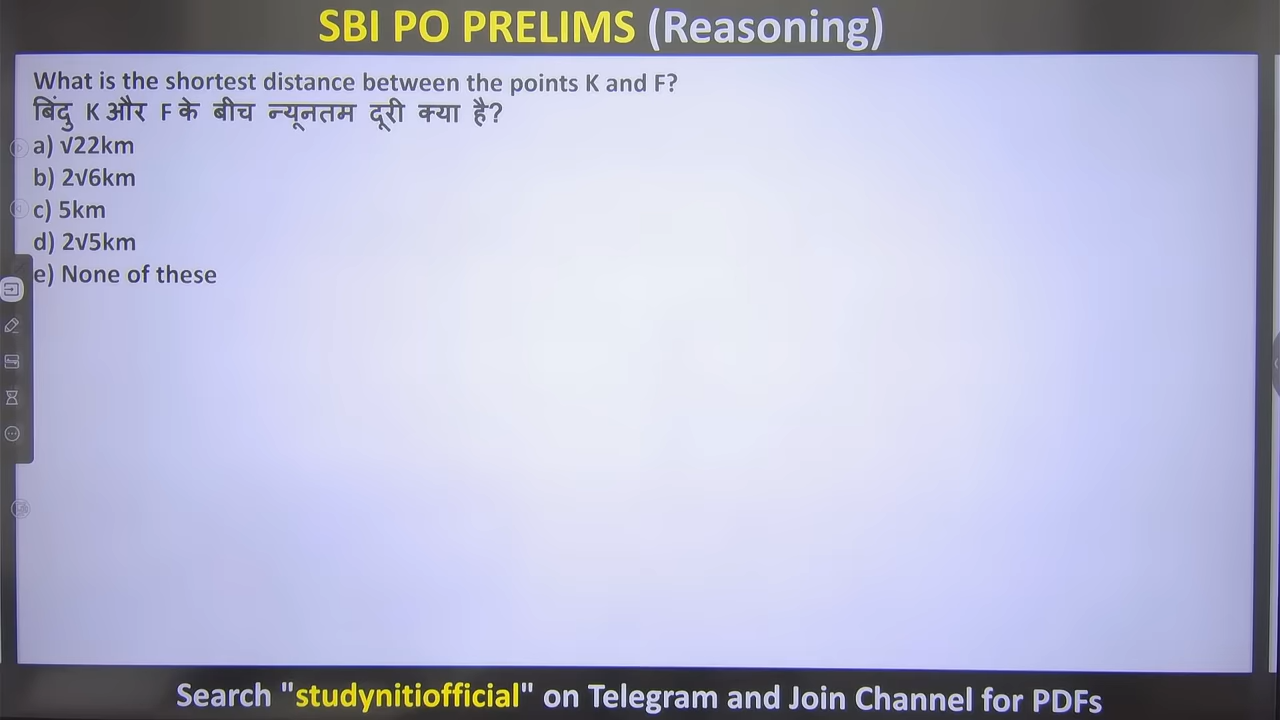 SBI PO PRELIMS (Reasoning)
What is the shortest distance between the points K and F?
बिंदु K और F के बीच न्यूनतम दूरी क्या है?
a) √22km
b) 2√6km
c) 5km
d) 2√5km
e) None of these
Search "studynitiofficial" on Telegram and Join Channel for PDFs